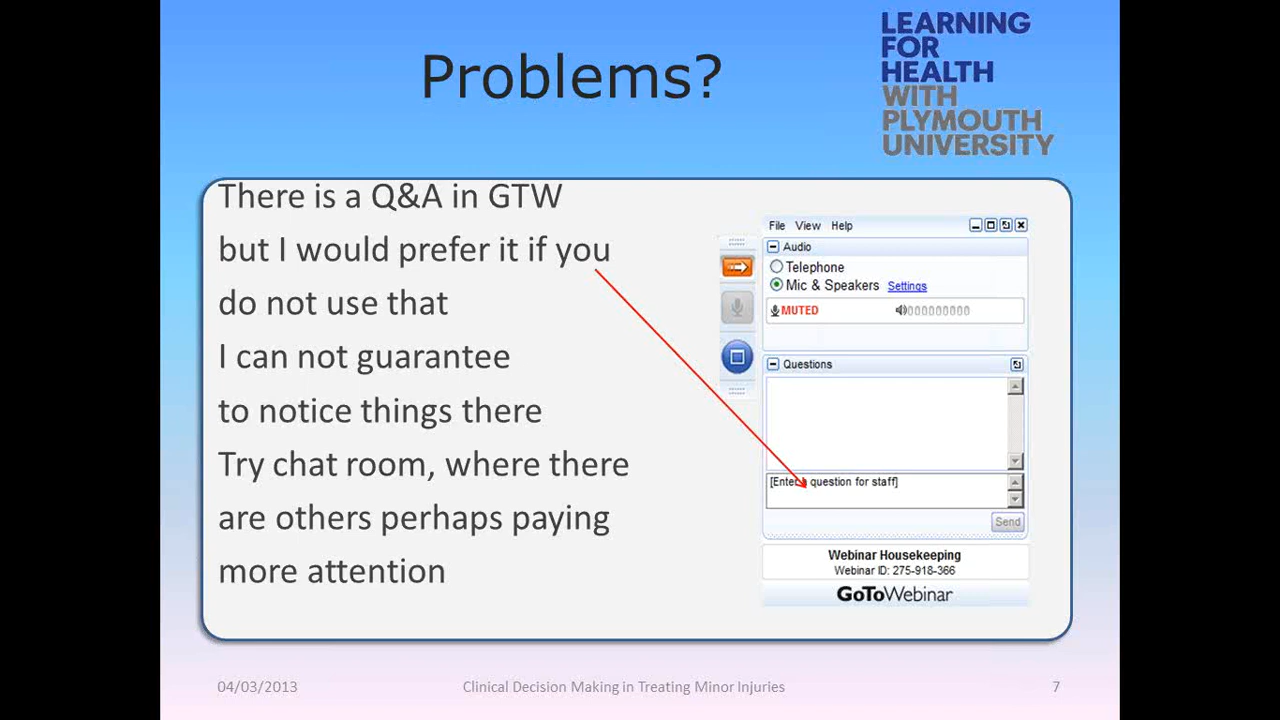 Problems?
LEARNING
FOR
HEALTH
WITH
PLYMOUTH
UNIVERSITY
There is a Q&A in GTW
but I would prefer it if you
do not use that
I can not guarantee
to notice things there
Try chat room, where there
are others perhaps paying
more attention
File View Help
Audio
Telephone
Mic & Speakers Settings
MUTED
Questions
[Enter question for staff]
Send
Webinar Housekeeping
Webinar ID: 275-918-366
GoToWebinar
04/03/2013
Clinical Decision Making in Treating Minor Injuries
7